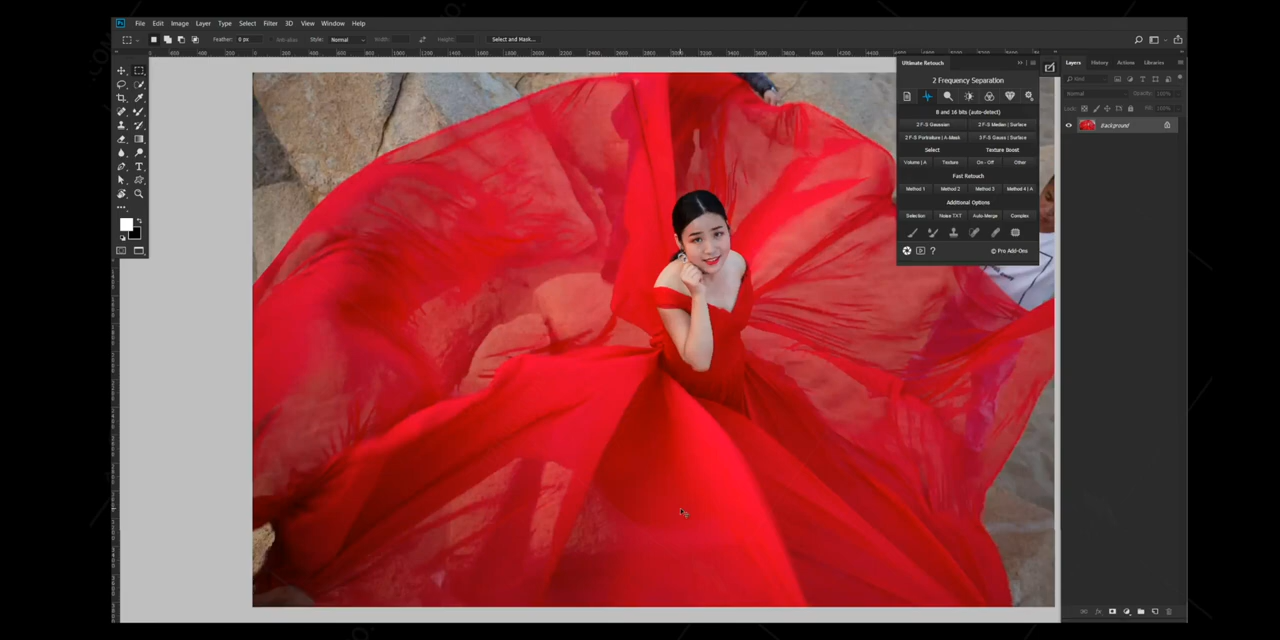 Ps File Edit Image Layer Type Select Filter 3D View Window Help
Feather: 0 px Anti-alias Style: Normal Width: Height: Select and Mask...
Ultimate Retouch
2 Frequency Separation
8 and 16 bits (auto-detect)
2 F-S Gaussian 2 F-S Median | Surface
2 F-S Portraiture | A-Mask 3 F-S Gauss | Surface
Select Texture Boost
Volume | A Texture On - Off Other
Fast Retouch
Method 1 Method 2 Method 3 Method 4 | A
Additional Options
Selection Noise TXT Auto-Merge Complex
? © Pro Add-Ons
Layers History Actions Libraries
Kind
Normal Opacity: 100%
Lock: Fill: 100%
Background